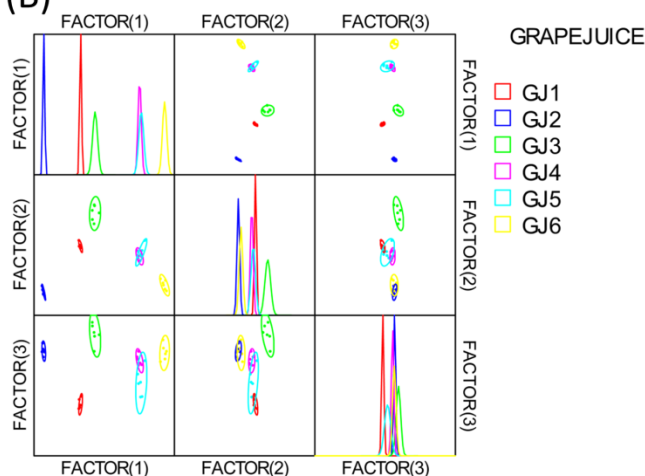 (B)
FACTOR(1) FACTOR(2) FACTOR(3)
GRAPEJUICE
FACTOR(1)
FACTOR(1)
GJ1
GJ2
GJ3
GJ4
GJ5
GJ6
FACTOR(2)
FACTOR(2)
FACTOR(3)
FACTOR(3)
FACTOR(1) FACTOR(2) FACTOR(3)